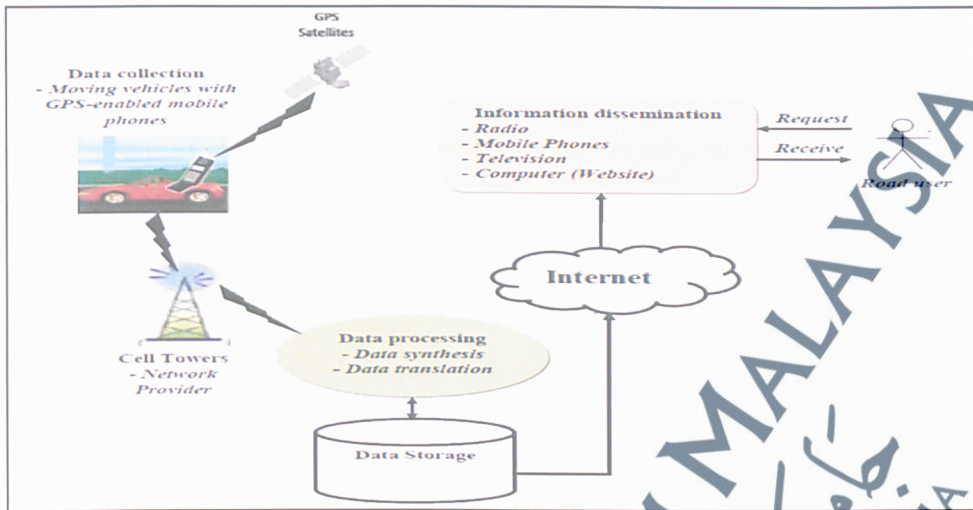 GPS
Satellites
Data collection
- Moving vehicles with
GPS-enabled mobile
phones
Information dissemination
- Radio
- Mobile Phones
- Television
- Computer (Website)
Request
Receive
Road user
Internet
Cell Towers
- Network
Provider
Data processing
- Data synthesis
- Data translation
Data Storage
MALAYSIA